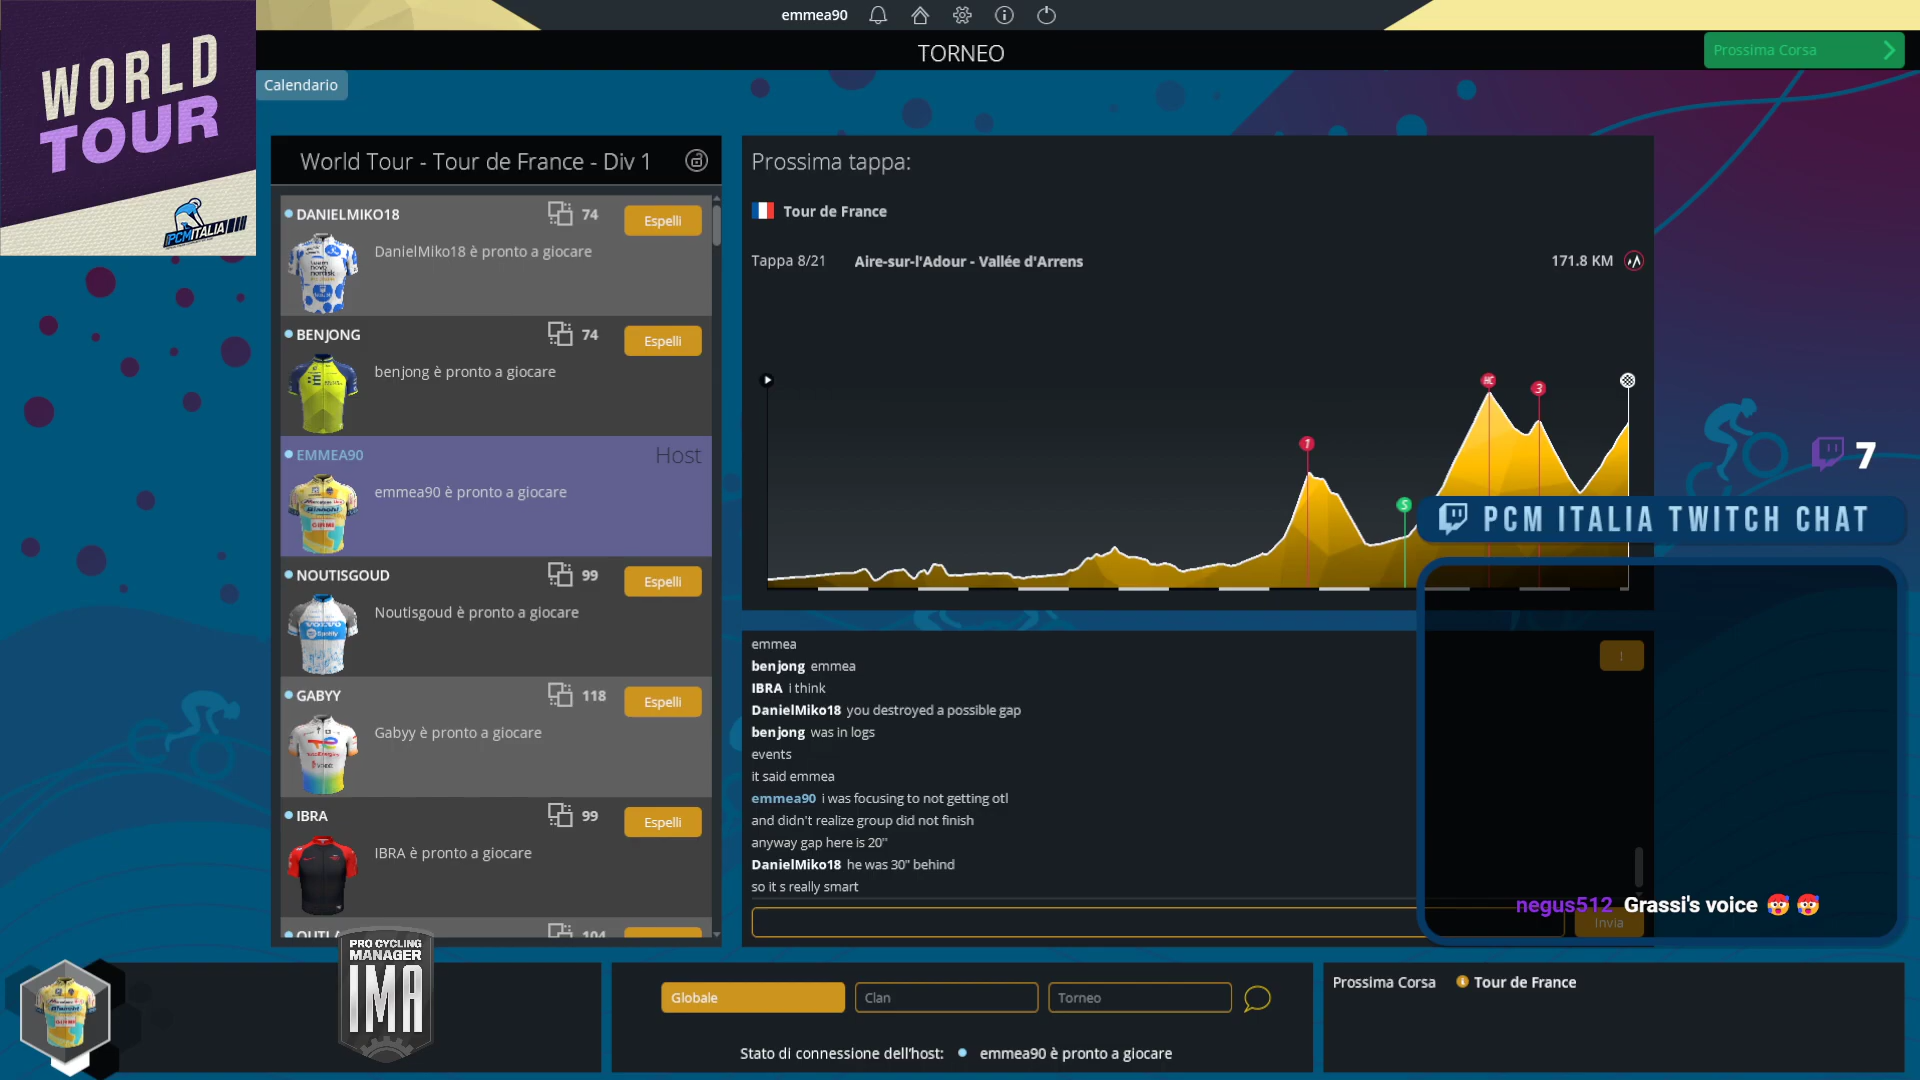 emmea90
TORNEO
Prossima Corsa
WORLD
TOUR
PCMITALIA
Calendario
World Tour - Tour de France - Div 1
DANIELMIKO18
74
Espelli
DanielMiko18 è pronto a giocare
BENJONG
74
Espelli
benjong è pronto a giocare
EMMEA90
Host
emmea90 è pronto a giocare
NOUTISGOUD
99
Espelli
Noutisgoud è pronto a giocare
GABYY
118
Espelli
Gabyy è pronto a giocare
IBRA
99
Espelli
IBRA è pronto a giocare
104
Prossima tappa:
Tour de France
Tappa 8/21
Aire-sur-l'Adour - Vallée d'Arrens
171.8 KM
1
S
HC
3
7
PCM ITALIA TWITCH CHAT
emmea
benjong emmea
IBRA i think
DanielMiko18 you destroyed a possible gap
benjong was in logs
events
it said emmea
emmea90 i was focusing to not getting otl
and didn't realize group did not finish
anyway gap here is 20"
DanielMiko18 he was 30" behind
so it s really smart
Invia
negus512 Grassi's voice 🥵 🥵
PRO CYCLING
MANAGER
IMA
Globale
Clan
Torneo
Stato di connessione dell'host:
emmea90 è pronto a giocare
Prossima Corsa
Tour de France